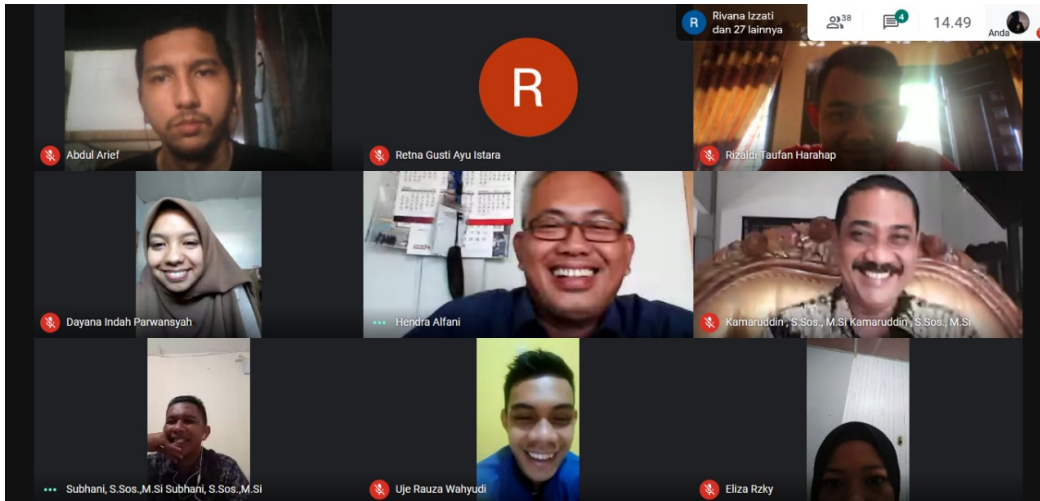 R
Rivana Izzati
dan 27 lainnya
38
4
14.49
Anda
R
Abdul Arief
Retna Gusti Ayu Istara
Rizaldi Taufan Harahap
Dayana Indah Parwansyah
Hendra Alfani
Kamaruddin , S.Sos., M.Si Kamaruddin , S.Sos., M.Si
Subhani, S.Sos.,M.Si Subhani, S.Sos.,M.Si
Uje Rauza Wahyudi
Eliza Rzky